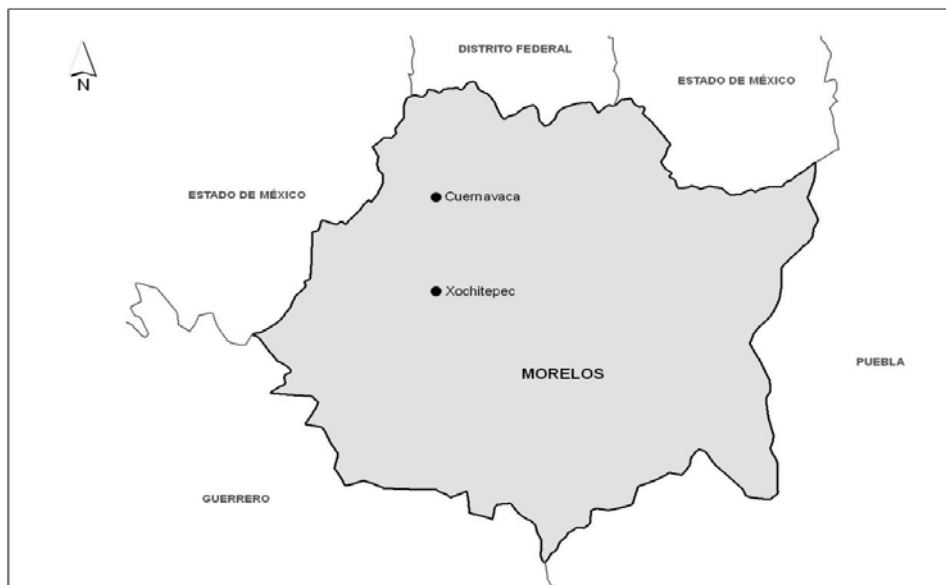 DISTRITO FEDERAL
N
ESTADO DE MÉXICO
ESTADO DE MÉXICO
Cuernavaca
Xochitepec
PUEBLA
MORELOS
GUERRERO